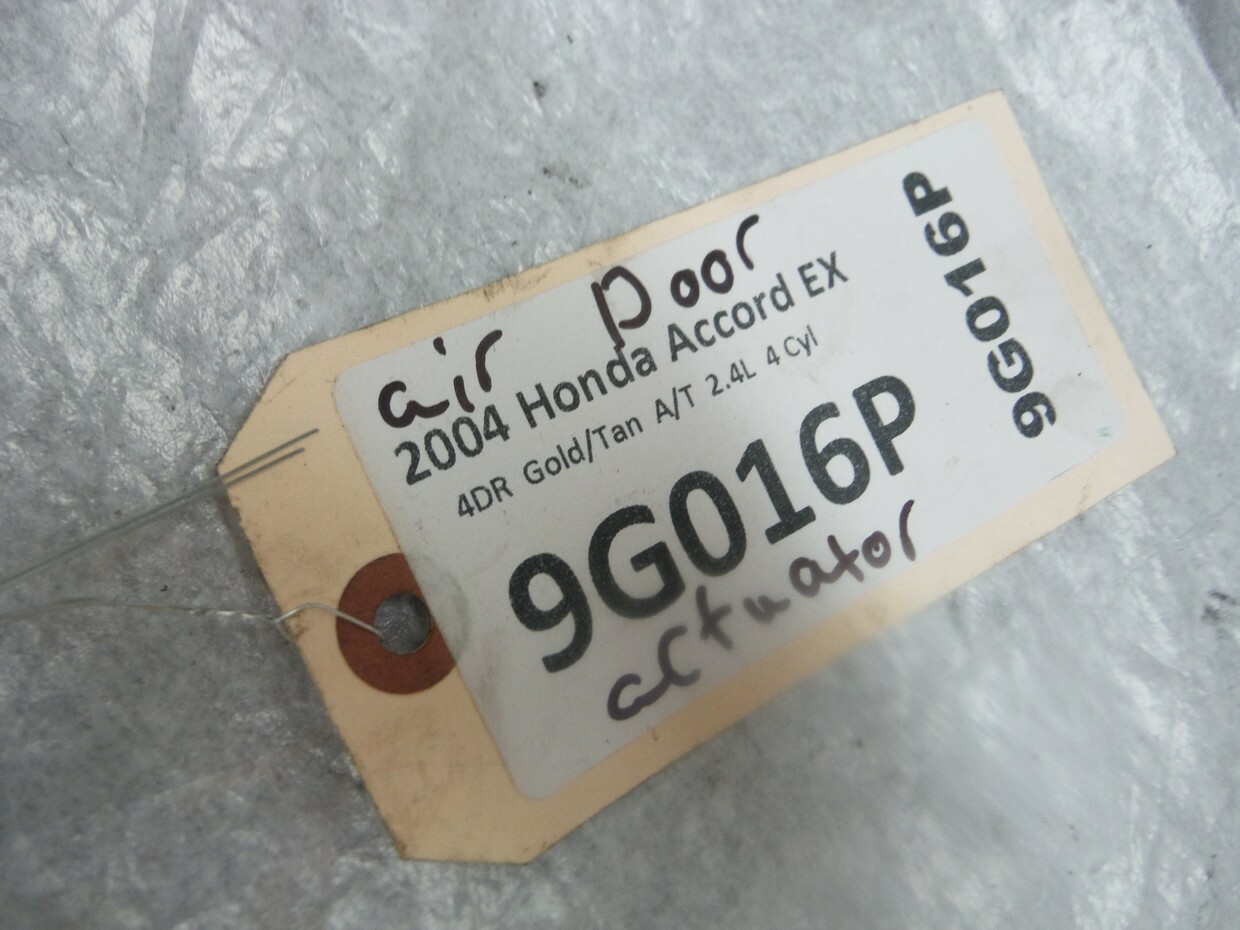 air Door
2004 Honda Accord EX
4DR Gold/Tan A/T 2.4L 4 Cyl
9G016P
actuator
9G016P